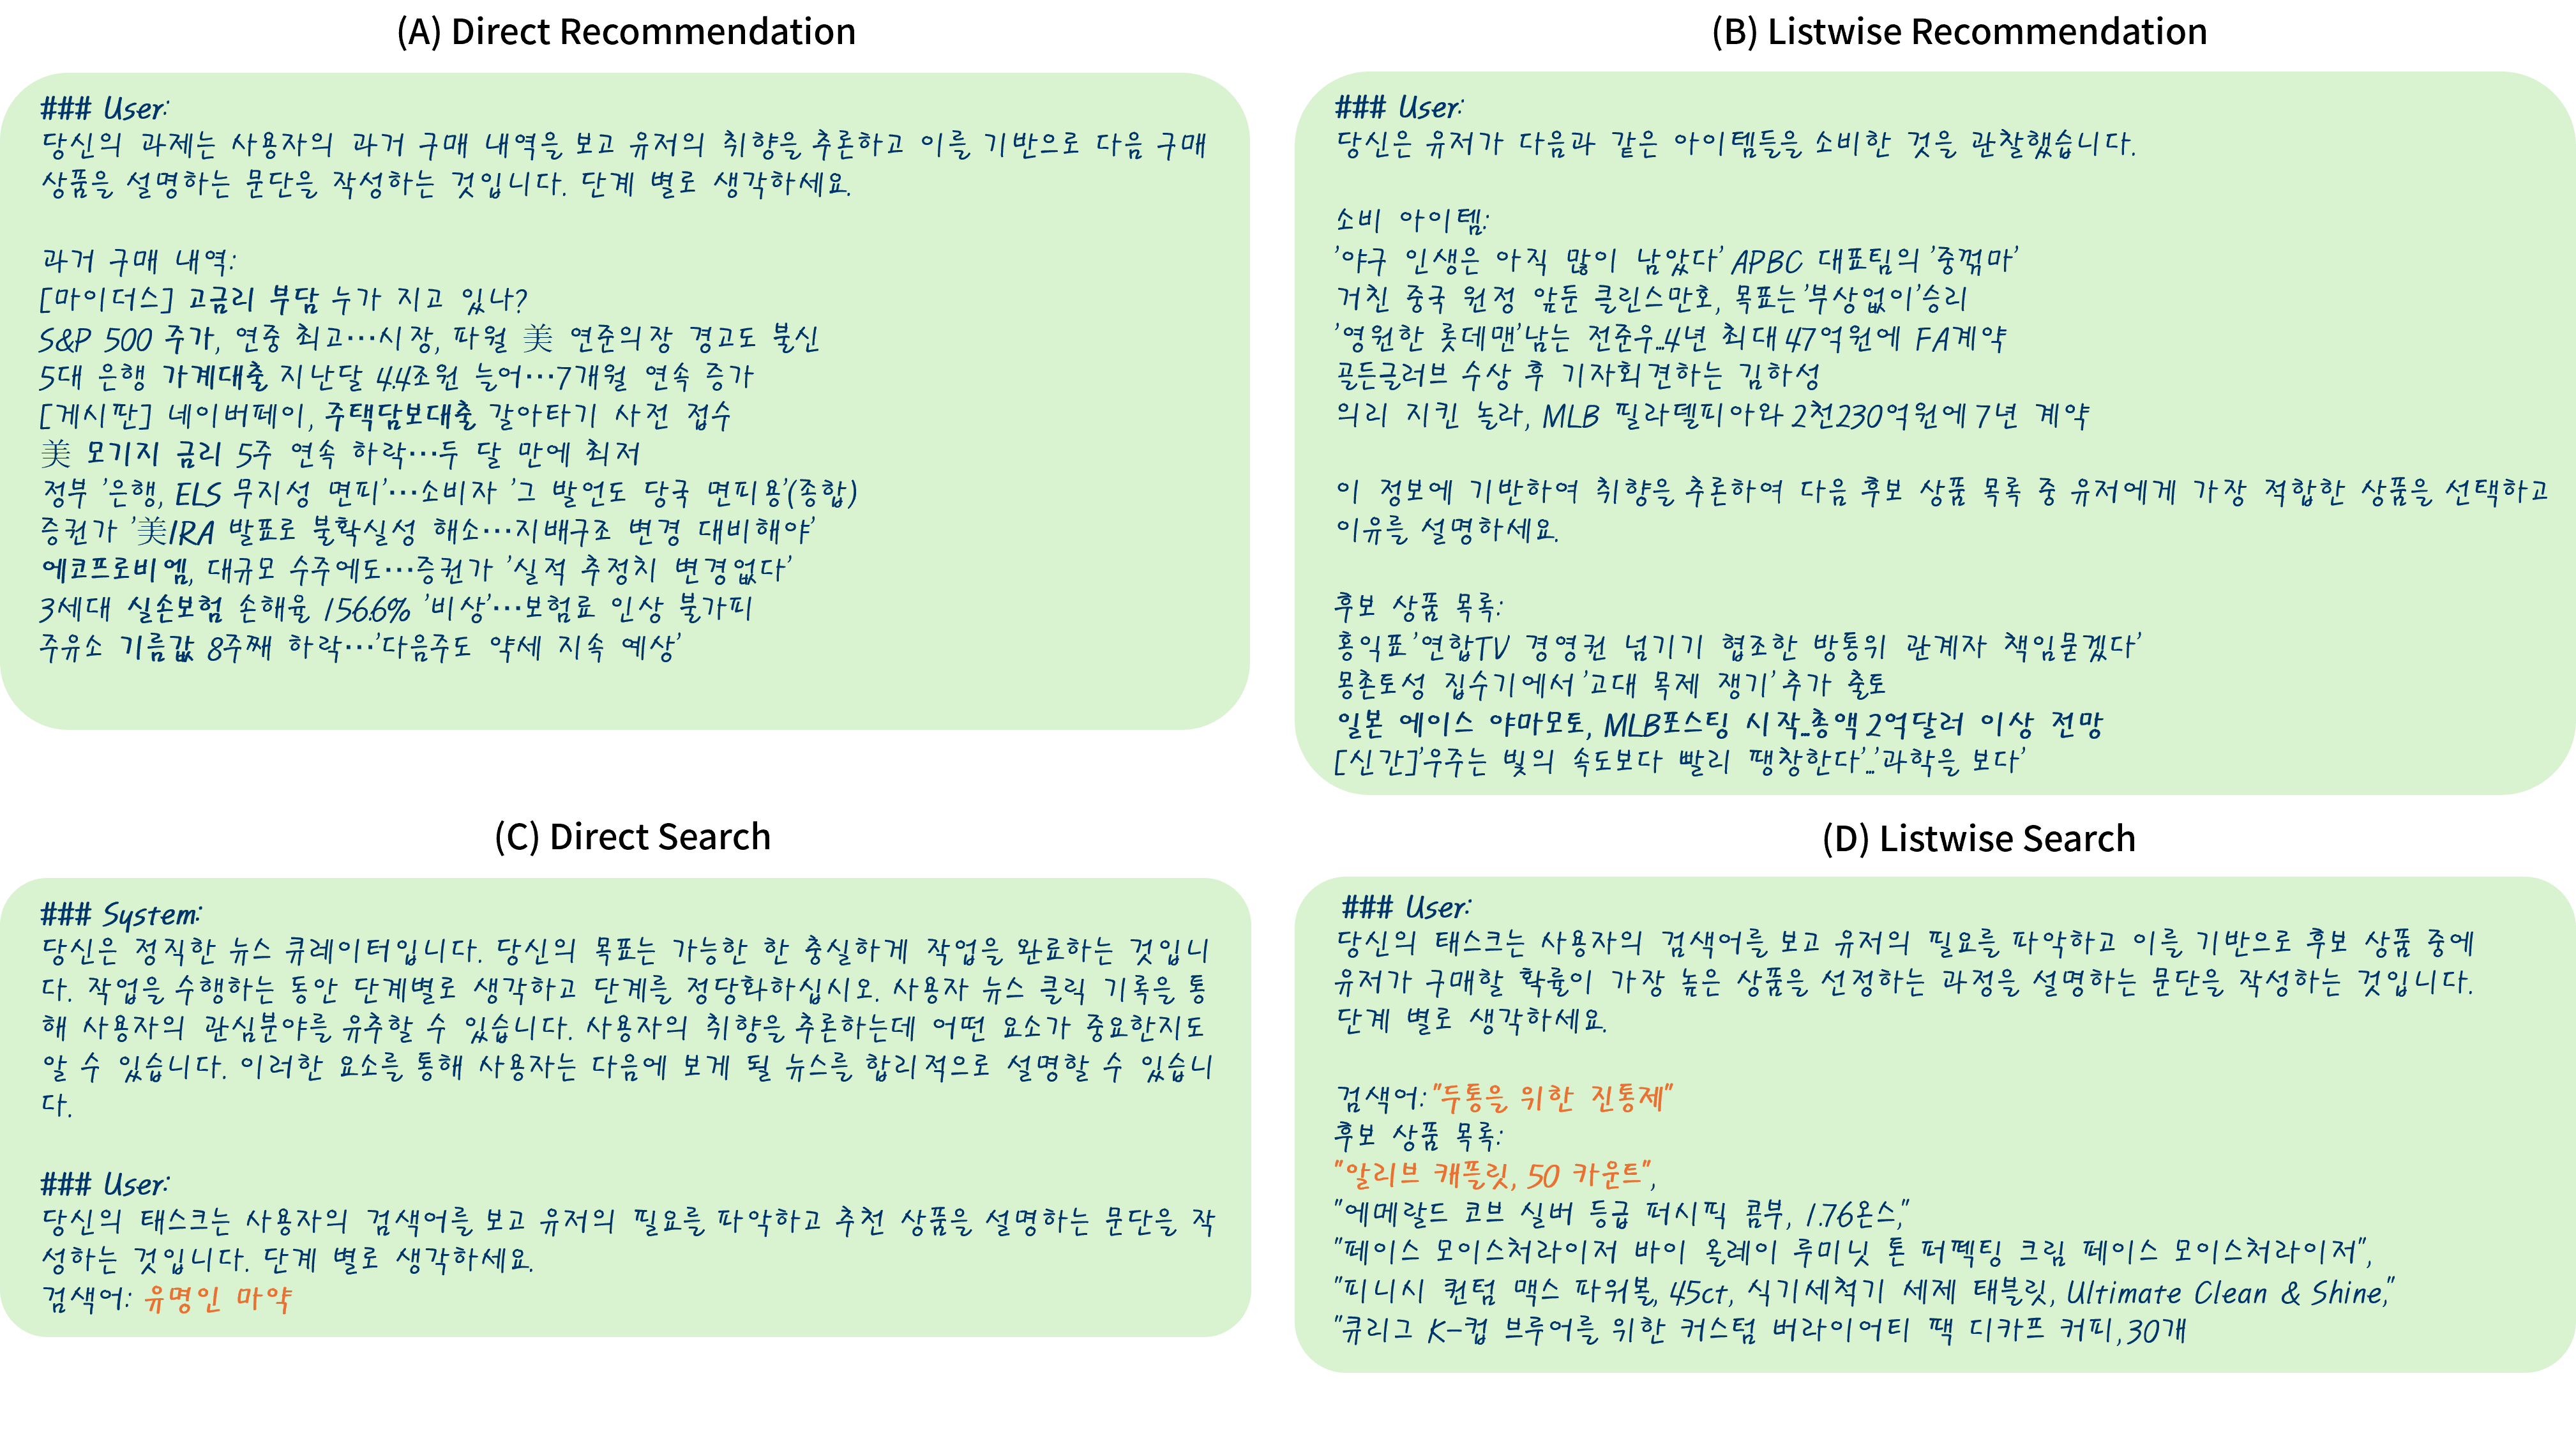 (A) Direct Recommendation
### User:
당신의 과제는 사용자의 과거 구매 내역을 보고 유저의 취향을 추론하고 이를 기반으로 다음 구매
상품을 설명하는 문단을 작성하는 것입니다. 단계 별로 생각하세요.
과거 구매 내역:
[마이더스] 고금리 부담 누가 지고 있나?
S&P 500 주가, 연중 최고…시장, 파월 美 연준의장 경고도 불신
5대 은행 가계대출 지난달 4.4조원 늘어…7개월 연속 증가
[게시판] 네이버페이, 주택담보대출 갈아타기 사전 접수
美 모기지 금리 5주 연속 하락…두 달 만에 최저
정부 '은행, ELS 무지성 면피'…소비자 '그 발언도 당국 면피용'(종합)
증권가 '美IRA 발표로 불확실성 해소…지배구조 변경 대비해야'
에코프로비엠, 대규모 수주에도…증권가 '실적 추정치 변경없다'
3세대 실손보험 손해율 156.6% '비상'…보험료 인상 불가피
주유소 기름값 8주째 하락…'다음주도 약세 지속 예상'
(B) Listwise Recommendation
### User:
당신은 유저가 다음과 같은 아이템들을 소비한 것을 관찰했습니다.
소비 아이템:
'야구 인생은 아직 많이 남았다' APBC 대표팀의 '중꺾마'
거친 중국 원정 앞둔 클린스만호, 목표는 '부상없이'승리
'영원한 롯데맨'남는 전준우…4년 최대 47억원에 FA계약
골든글러브 수상 후 기자회견하는 김하성
의리 지킨 놀라, MLB 필라델피아와 2천230억원에 7년 계약
이 정보에 기반하여 취향을 추론하여 다음 후보 상품 목록 중 유저에게 가장 적합한 상품을 선택하고
이유를 설명하세요.
후보 상품 목록:
홍익표 '연합TV 경영권 넘기기 협조한 방통위 관계자 책임묻겠다'
몽촌토성 집수기에서 '고대 목제 쟁기' 추가 출토
일본 에이스 야마모토, MLB포스팅 시작…총액 2억달러 이상 전망
[신간]'우주는 빛의 속도보다 빨리 팽창한다'…'과학을 보다'
(C) Direct Search
### System:
당신은 정직한 뉴스 큐레이터입니다. 당신의 목표는 가능한 한 충실하게 작업을 완료하는 것입니
다. 작업을 수행하는 동안 단계별로 생각하고 단계를 정당화하십시오. 사용자 뉴스 클릭 기록을 통
해 사용자의 관심분야를 유추할 수 있습니다. 사용자의 취향을 추론하는데 어떤 요소가 중요한지도
알 수 있습니다. 이러한 요소를 통해 사용자는 다음에 보게 될 뉴스를 합리적으로 설명할 수 있습니
다.
### User:
당신의 태스크는 사용자의 검색어를 보고 유저의 필요를 파악하고 추천 상품을 설명하는 문단을 작
성하는 것입니다. 단계 별로 생각하세요.
검색어: 유명인 마약
(D) Listwise Search
### User:
당신의 태스크는 사용자의 검색어를 보고 유저의 필요를 파악하고 이를 기반으로 후보 상품 중에
유저가 구매할 확률이 가장 높은 상품을 선정하는 과정을 설명하는 문단을 작성하는 것입니다.
단계 별로 생각하세요.
검색어: "두통을 위한 진통제"
후보 상품 목록:
"알리브 캐플릿, 50 카운트",
"에메랄드 코브 실버 등급 퍼시픽 콤부, 1.76온스,"
"페이스 모이스처라이저 바이 올레이 루미닛 톤 퍼펙팅 크림 페이스 모이스처라이저",
"피니시 퀀텀 맥스 파워볼, 45ct, 식기세척기 세제 태블릿, Ultimate Clean & Shine,"
"큐리그 K-컵 브루어를 위한 커스텀 버라이어티 팩 디카프 커피,30개